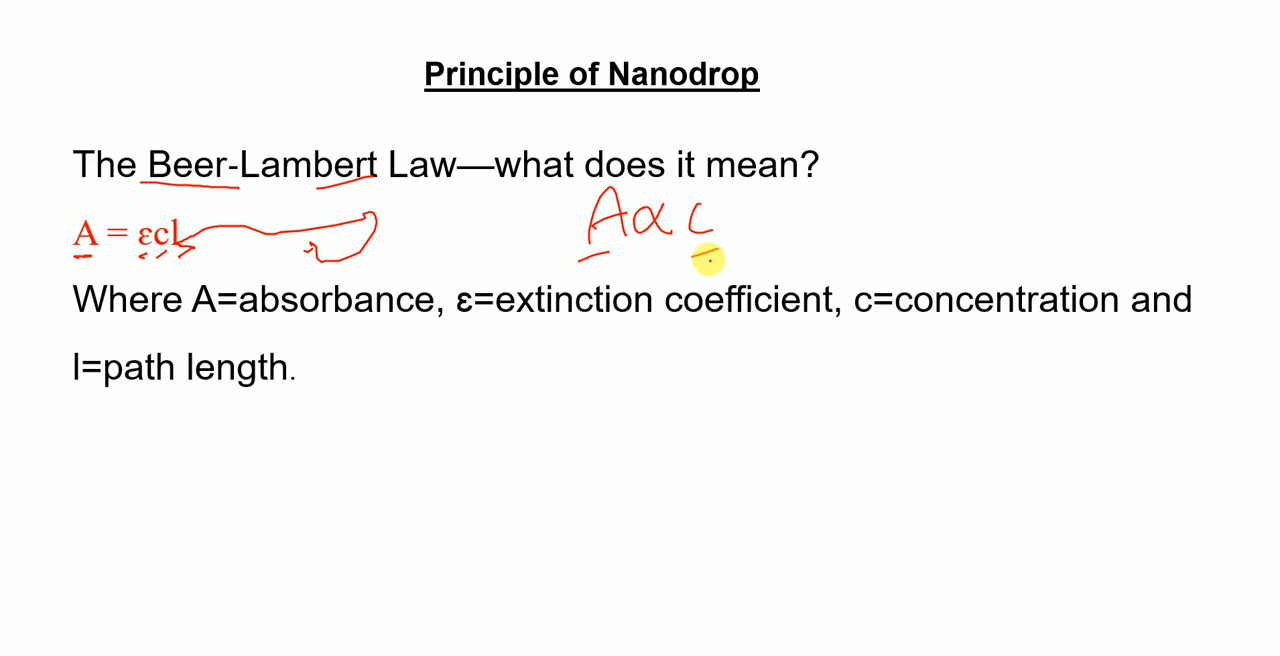 Principle of Nanodrop
The Beer-Lambert Law—what does it mean?
A = εcl
A α c
Where A=absorbance, ε=extinction coefficient, c=concentration and
l=path length.